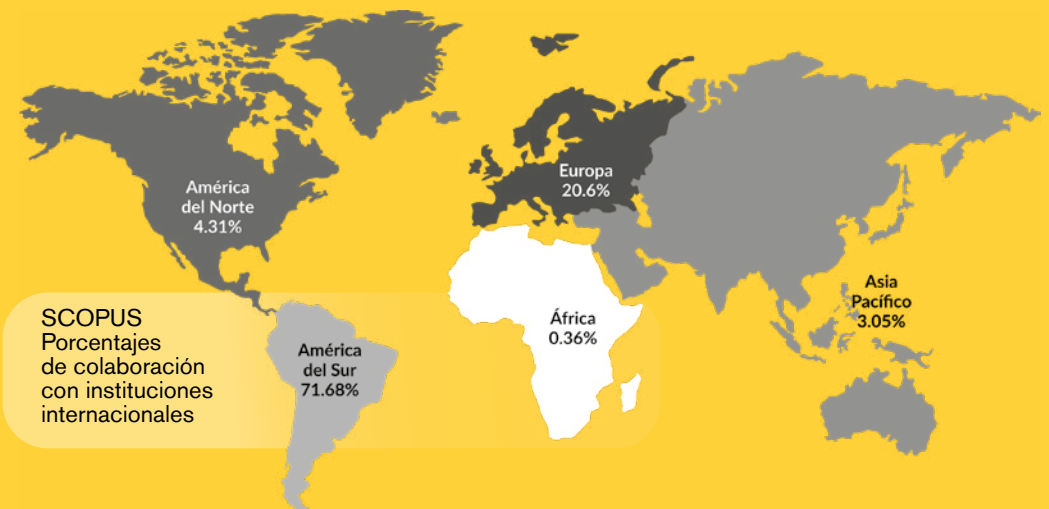 América
del Norte
4.31%
Europa
20.6%
África
0.36%
Asia
Pacífico
3.05%
SCOPUS
Porcentajes
de colaboración
con instituciones
internacionales
América
del Sur
71.68%